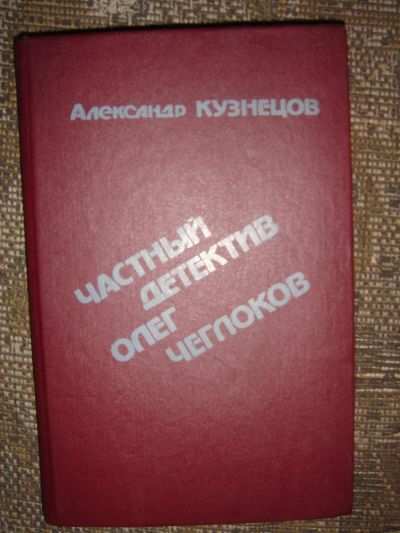 Александр КУЗНЕЦОВ
ЧАСТНЫЙ
ДЕТЕКТИВ
ОЛЕГ
ЧЕГЛОКОВ